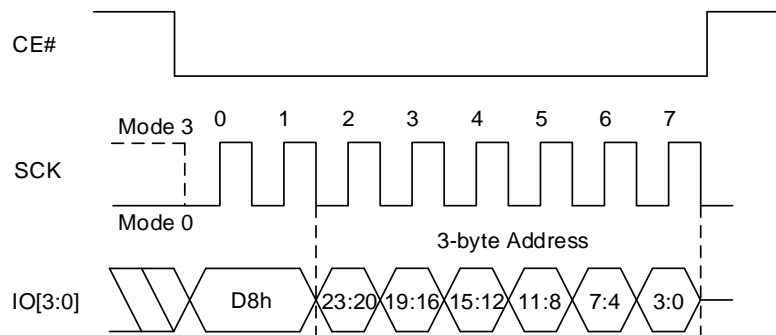 CE#
Mode 3
0 1 2 3 4 5 6 7
SCK
Mode 0
3-byte Address
IO[3:0]
D8h 23:20 19:16 15:12 11:8 7:4 3:0